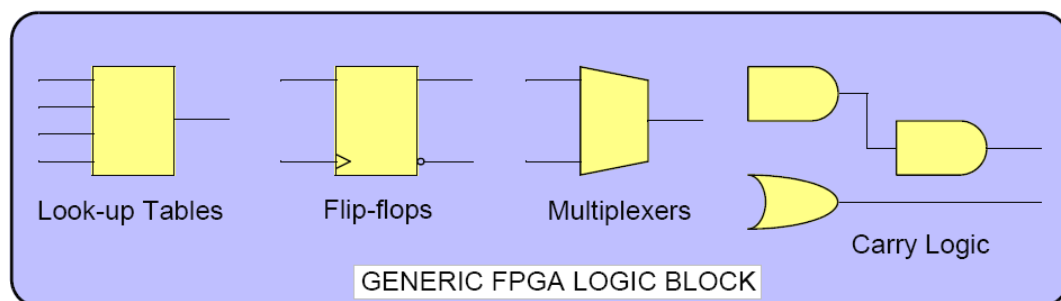 Look-up Tables
Flip-flops
Multiplexers
Carry Logic
GENERIC FPGA LOGIC BLOCK